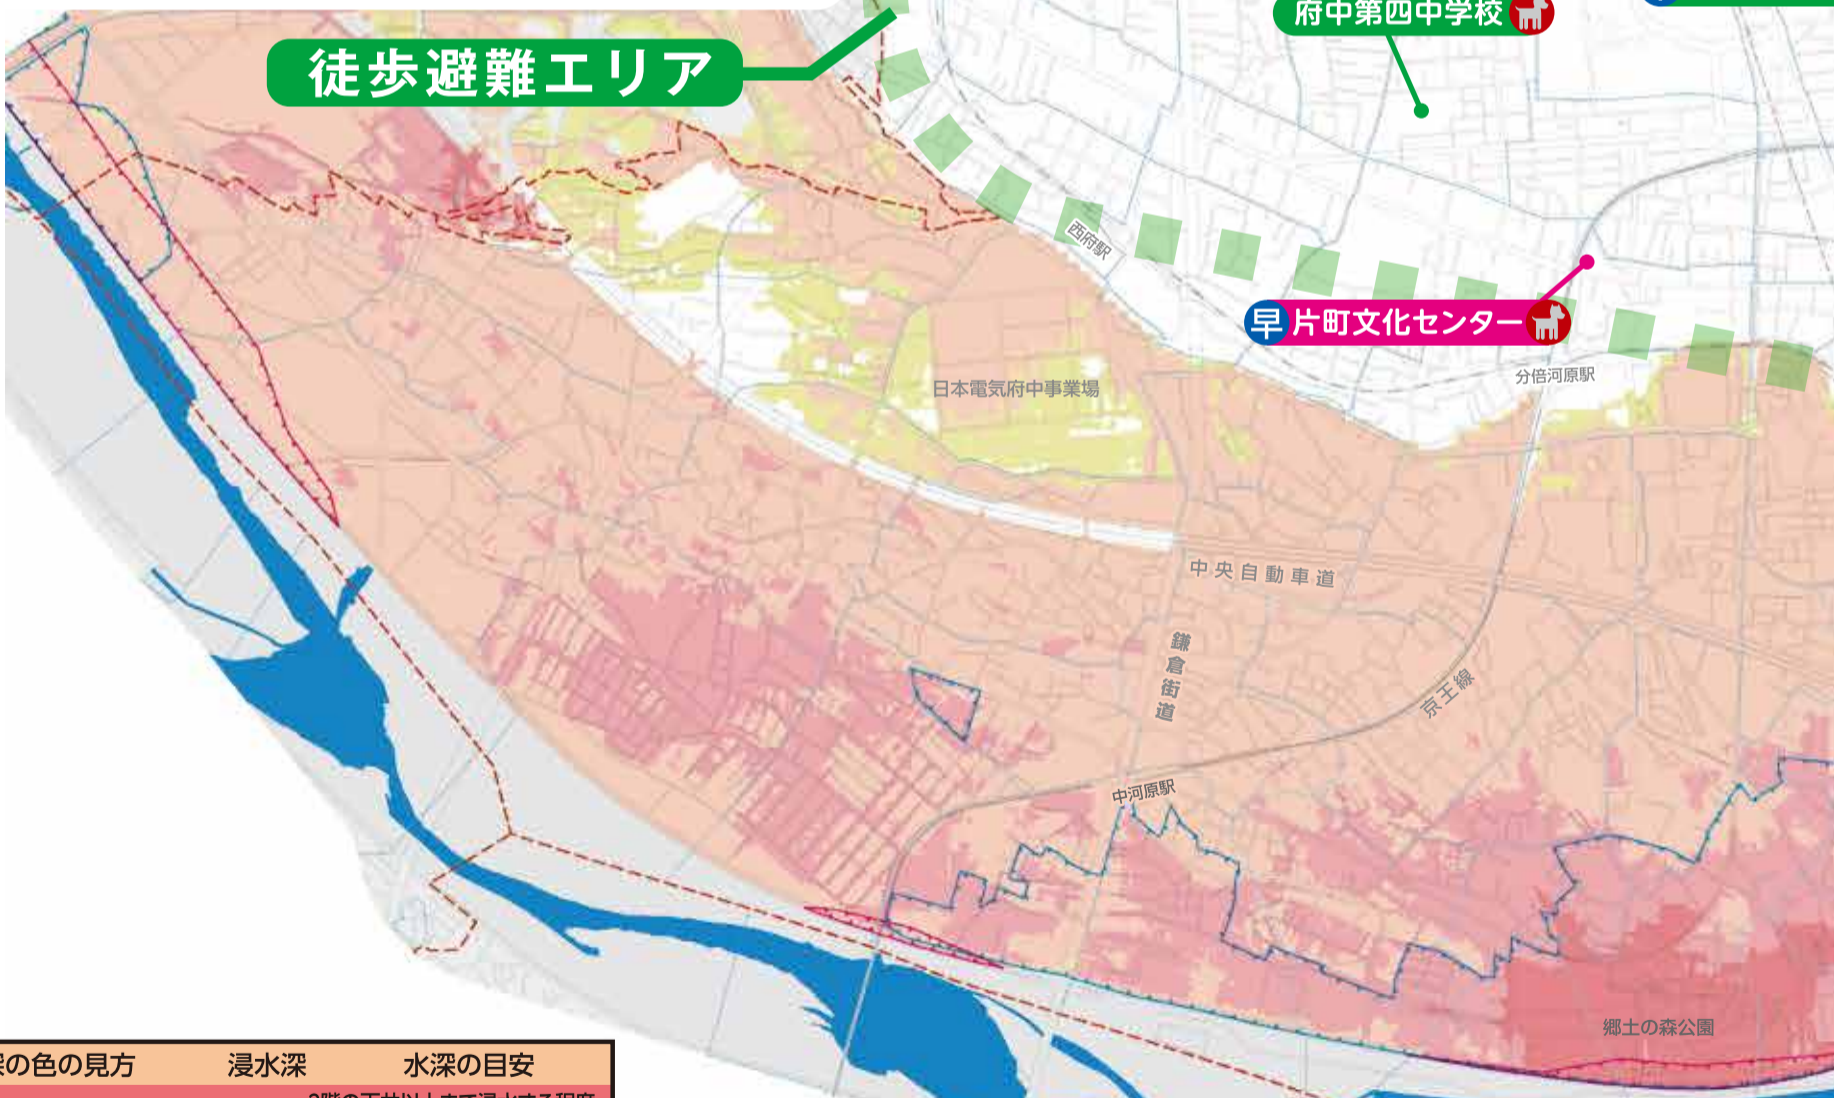 府中第四中学校
徒歩避難エリア
西府駅
早 片町文化センター
分倍河原駅
日本電気府中事業場
中央自動車道
鎌倉街道
京王線
中河原駅
郷土の森公園
の色の見方 浸水深 水深の目安